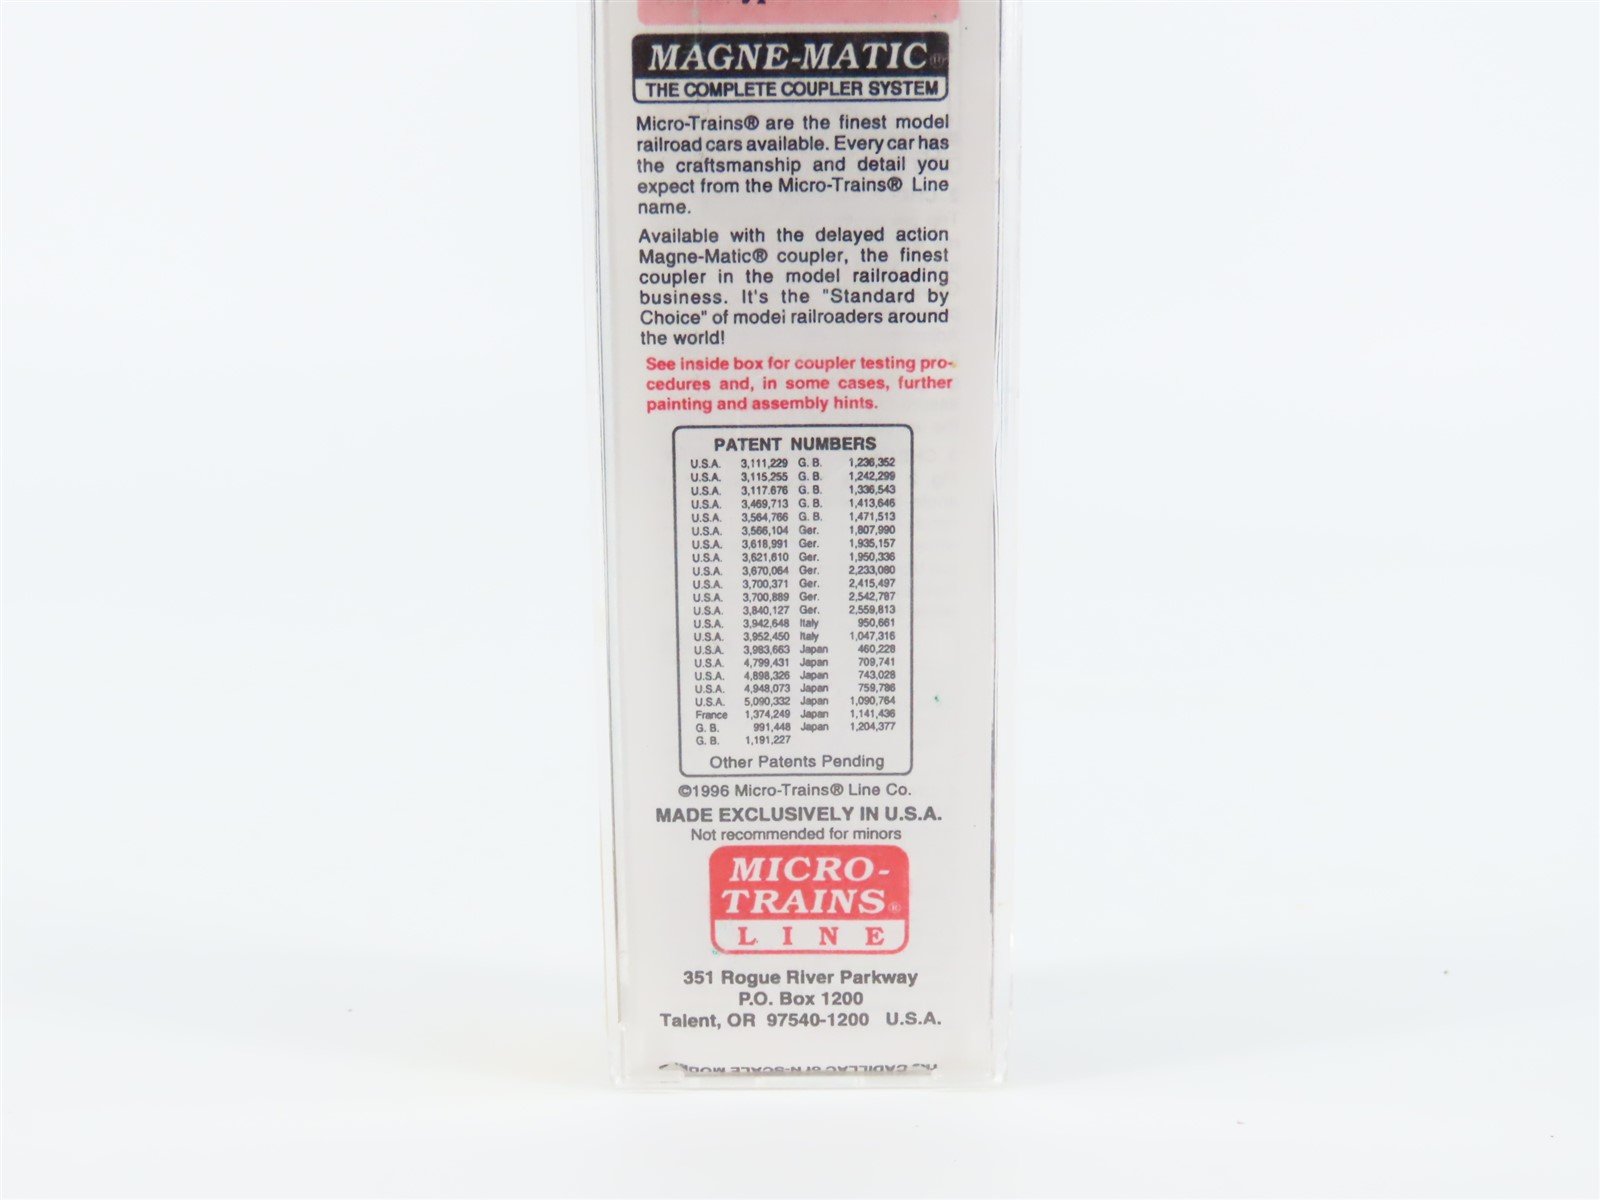 MAGNE-MATIC®
THE COMPLETE COUPLER SYSTEM
Micro-Trains® are the finest model
railroad cars available. Every car has
the craftsmanship and detail you
expect from the Micro-Trains® Line
name.
Available with the delayed action
Magne-Matic® coupler, the finest
coupler in the model railroading
business. It's the "Standard by
Choice" of model railroaders around
the world!
See inside box for coupler testing pro-
cedures and, in some cases, further
painting and assembly hints.
PATENT NUMBERS
U.S.A. 3,111,229 G. B. 1,236,352
U.S.A. 3,115,255 G. B. 1,242,299
U.S.A. 3,117.676 G. B. 1,336,543
U.S.A. 3,469,713 G. B. 1,413,646
U.S.A. 3,564,766 G. B. 1,471,513
U.S.A. 3,566,104 Ger. 1,807,990
U.S.A. 3,618,991 Ger. 1,935,157
U.S.A. 3,621,610 Ger. 1,950,336
U.S.A. 3,670,064 Ger. 2,233,080
U.S.A. 3,700,371 Ger. 2,415,497
U.S.A. 3,700,889 Ger. 2,542,787
U.S.A. 3,840,127 Ger. 2,559,813
U.S.A. 3,942,648 Italy 950,661
U.S.A. 3,952,450 Italy 1,047,316
U.S.A. 3,983,663 Japan 460,228
U.S.A. 4,799,431 Japan 709,741
U.S.A. 4,898,326 Japan 743,028
U.S.A. 4,948,073 Japan 759,786
U.S.A. 5,090,332 Japan 1,090,764
France 1,374,249 Japan 1,141,436
G. B. 991,448 Japan 1,204,377
G. B. 1,191,227
Other Patents Pending
©1996 Micro-Trains® Line Co.
MADE EXCLUSIVELY IN U.S.A.
Not recommended for minors
MICRO-
TRAINS®
LINE
351 Rogue River Parkway
P.O. Box 1200
Talent, OR 97540-1200 U.S.A.